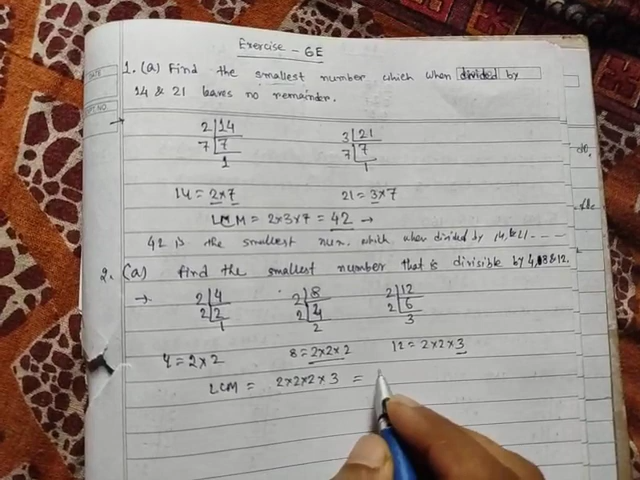 Exercise - 6E
1. (a) Find the smallest number which when divided by
14 & 21 leaves no remainder.
2 | 14
7 | 7
1
3 | 21
7 | 7
1
14 = 2×7
21 = 3×7
LCM = 2×3×7 = 42 →
42 is the smallest num. which when divided by 14, & 21 - - -
2. (a) find the smallest number that is divisible by 4, 8 & 12.
→
2 | 4
2 | 2
1
2 | 8
2 | 4
2
2 | 12
2 | 6
3
4 = 2×2
8 = 2×2×2
12 = 2×2×3
LCM = 2×2×2×3 =